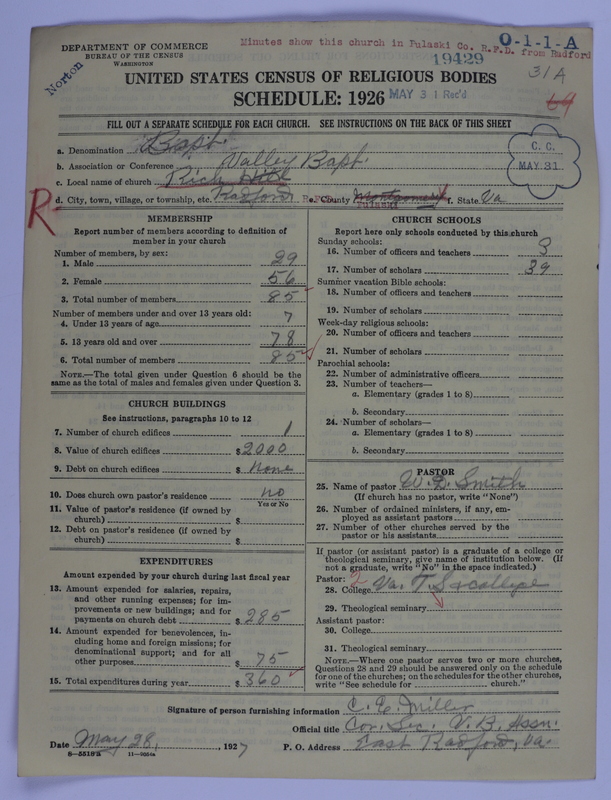 DEPARTMENT OF COMMERCE
BUREAU OF THE CENSUS
WASHINGTON
Norton
Minutes show this church in Pulaski Co. R.F.D. from Radford
O-1-1-A
19429
31A
69
UNITED STATES CENSUS OF RELIGIOUS BODIES
SCHEDULE: 1926
MAY 31 Rec'd
FILL OUT A SEPARATE SCHEDULE FOR EACH CHURCH. SEE INSTRUCTIONS ON THE BACK OF THIS SHEET
a. Denomination Bapt.
b. Association or Conference Valley Bapt.
c. Local name of church Rich Hill
C. C.
MAY 31
R
d. City, town, village, or township, etc. Radford R.F.D. e. County Montgomery Pulaski f. State Va
MEMBERSHIP
Report number of members according to definition of member in your church
Number of members, by sex:
1. Male 29
2. Female 56
3. Total number of members 85
Number of members under and over 13 years old:
4. Under 13 years of age 7
5. 13 years old and over 78
6. Total number of members 85
NOTE.—The total given under Question 6 should be the
same as the total of males and females given under Question 3.
CHURCH BUILDINGS
See instructions, paragraphs 10 to 12
7. Number of church edifices 1
8. Value of church edifices $ 2000
9. Debt on church edifices $ None
10. Does church own pastor's residence no
Yes or No
11. Value of pastor's residence (if owned by
church) $
12. Debt on pastor's residence (if owned by
church) $
EXPENDITURES
Amount expended by your church during last fiscal year
13. Amount expended for salaries, repairs,
and other running expenses; for im-
provements or new buildings; and for
payments on church debt $ 285
14. Amount expended for benevolences, in-
cluding home and foreign missions; for
denominational support; and for all
other purposes $ 75
15. Total expenditures during year $ 360
CHURCH SCHOOLS
Report here only schools conducted by this church
Sunday schools:
16. Number of officers and teachers 3
17. Number of scholars 39
Summer vacation Bible schools:
18. Number of officers and teachers
19. Number of scholars
Week-day religious schools:
20. Number of officers and teachers
21. Number of scholars
Parochial schools:
22. Number of administrative officers
23. Number of teachers—
a. Elementary (grades 1 to 8)
b. Secondary
24. Number of scholars—
a. Elementary (grades 1 to 8)
b. Secondary
PASTOR
25. Name of pastor W. D. Smith
(If church has no pastor, write "None")
26. Number of ordained ministers, if any, em-
ployed as assistant pastors
27. Number of other churches served by the
pastor or his assistants
If pastor (or assistant pastor) is a graduate of a college or
theological seminary, give name of institution below. (If
not a graduate, write "No" in the space indicated.)
Pastor:
28. College Va. T. S & College
29. Theological seminary
Assistant pastor:
30. College
31. Theological seminary
NOTE.—Where one pastor serves two or more churches,
Questions 28 and 29 should be answered only on the schedule
for one of the churches; on the schedules for the other churches,
write "See schedule for church."
Signature of person furnishing information C. E. Miller
Official title Cor. Sec. V. B. Assn.
Date May 28, 1927 P. O. Address East Radford, Va.
8-5519a 11-9034a